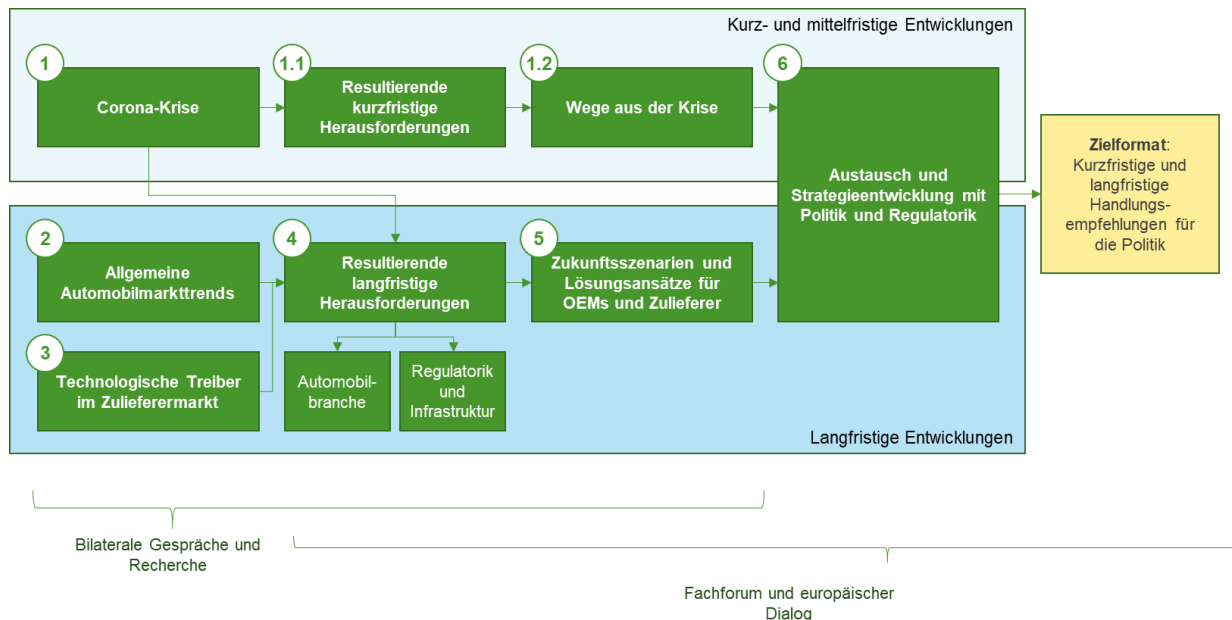 Kurz- und mittelfristige Entwicklungen
1
Corona-Krise
1.1
Resultierende
kurzfristige
Herausforderungen
1.2
Wege aus der Krise
6
Austausch und
Strategieentwicklung mit
Politik und Regulatorik
Zielformat:
Kurzfristige und
langfristige
Handlungs-
empfehlungen für
die Politik
2
Allgemeine
Automobilmarkttrends
3
Technologische Treiber
im Zulieferermarkt
4
Resultierende
langfristige
Herausforderungen
Automobil-
branche
Regulatorik
und
Infrastruktur
5
Zukunftsszenarien und
Lösungsansätze für
OEMs und Zulieferer
Langfristige Entwicklungen
Bilaterale Gespräche und
Recherche
Fachforum und europäischer
Dialog